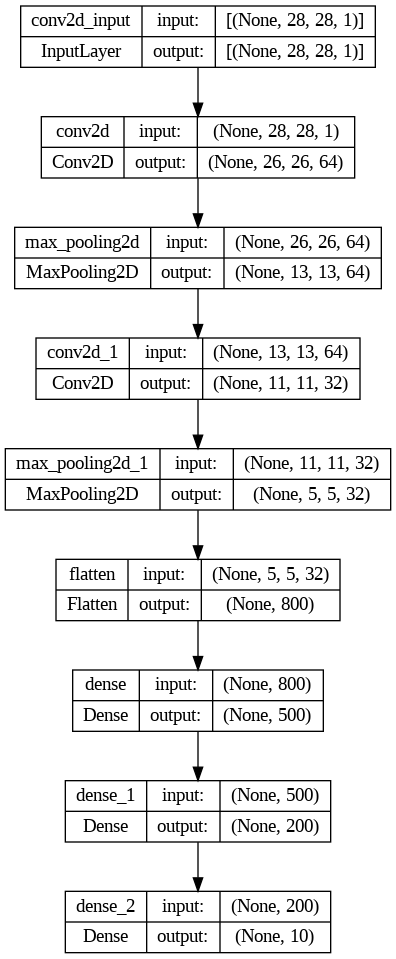 conv2d_input input: [(None, 28, 28, 1)]
InputLayer output: [(None, 28, 28, 1)]
conv2d input: (None, 28, 28, 1)
Conv2D output: (None, 26, 26, 64)
max_pooling2d input: (None, 26, 26, 64)
MaxPooling2D output: (None, 13, 13, 64)
conv2d_1 input: (None, 13, 13, 64)
Conv2D output: (None, 11, 11, 32)
max_pooling2d_1 input: (None, 11, 11, 32)
MaxPooling2D output: (None, 5, 5, 32)
flatten input: (None, 5, 5, 32)
Flatten output: (None, 800)
dense input: (None, 800)
Dense output: (None, 500)
dense_1 input: (None, 500)
Dense output: (None, 200)
dense_2 input: (None, 200)
Dense output: (None, 10)